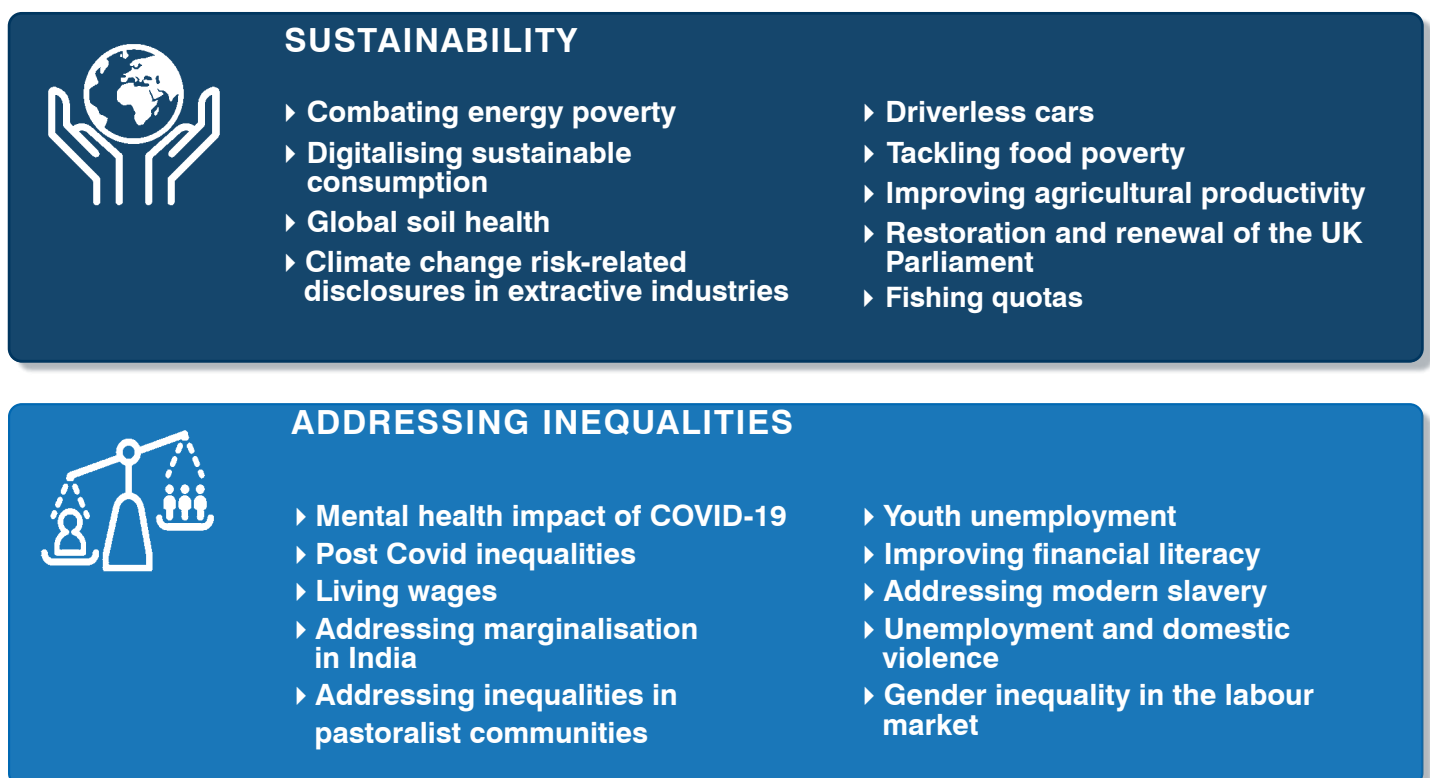 SUSTAINABILITY
Combating energy poverty
Digitalising sustainable
consumption
Global soil health
Climate change risk-related
disclosures in extractive industries
Driverless cars
Tackling food poverty
Improving agricultural productivity
Restoration and renewal of the UK
Parliament
Fishing quotas
ADDRESSING INEQUALITIES
Mental health impact of COVID-19
Post Covid inequalities
Living wages
Addressing marginalisation
in India
Addressing inequalities in
pastoralist communities
Youth unemployment
Improving financial literacy
Addressing modern slavery
Unemployment and domestic
violence
Gender inequality in the labour
market